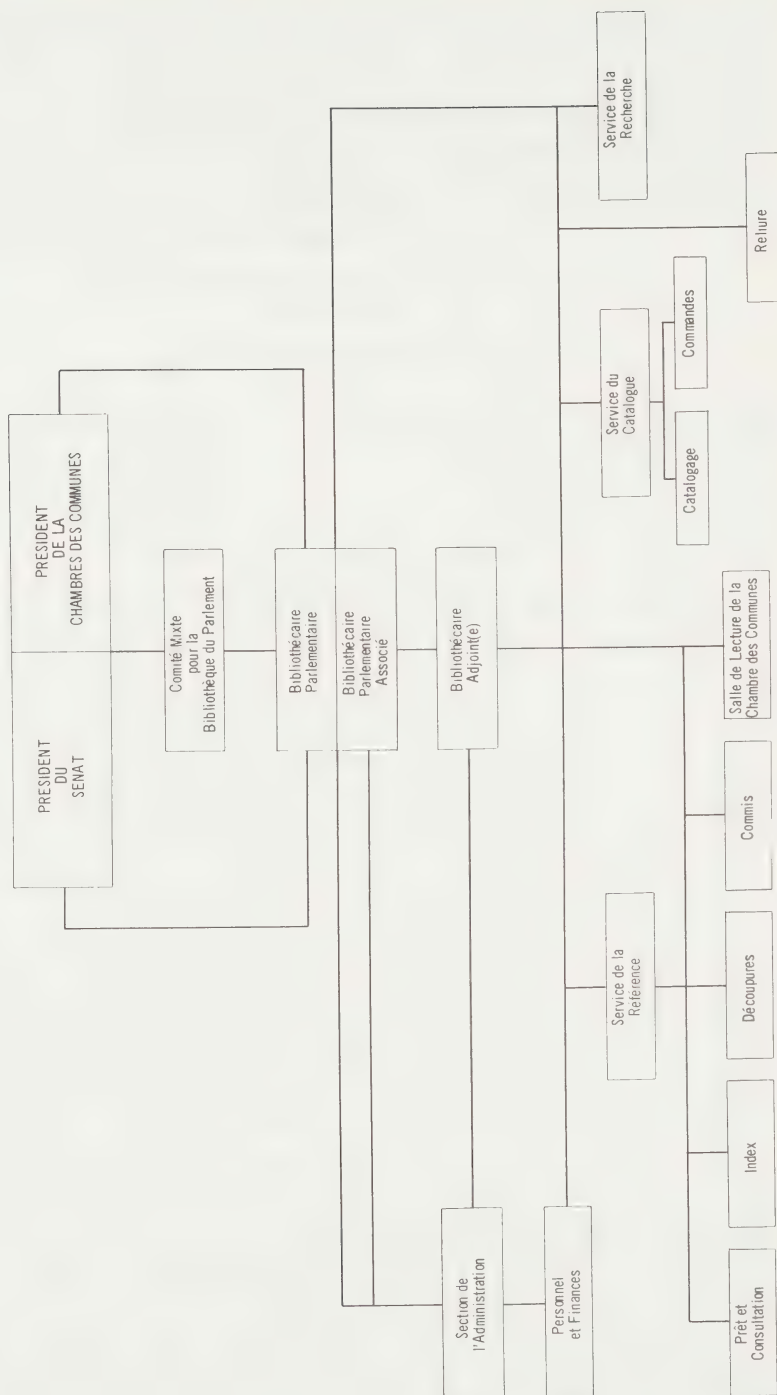 PRESIDENT
DU
SENAT
PRESIDENT
DE LA
CHAMBRES DES COMMUNES
Comité Mixte
pour la
Bibliothèque du Parlement
Bibliothécaire
Parlementaire
Bibliothécaire
Parlementaire
Associé
Bibliothécaire
Adjoint(e)
Section de
l'Administration
Personnel
et Finances
Service de la
Référence
Service du
Catalogue
Service de la
Recherche
Catalogage
Commandes
Prêt et
Consultation
Index
Découpures
Commis
Salle de Lecture de la
Chambre des Communes
Reliure